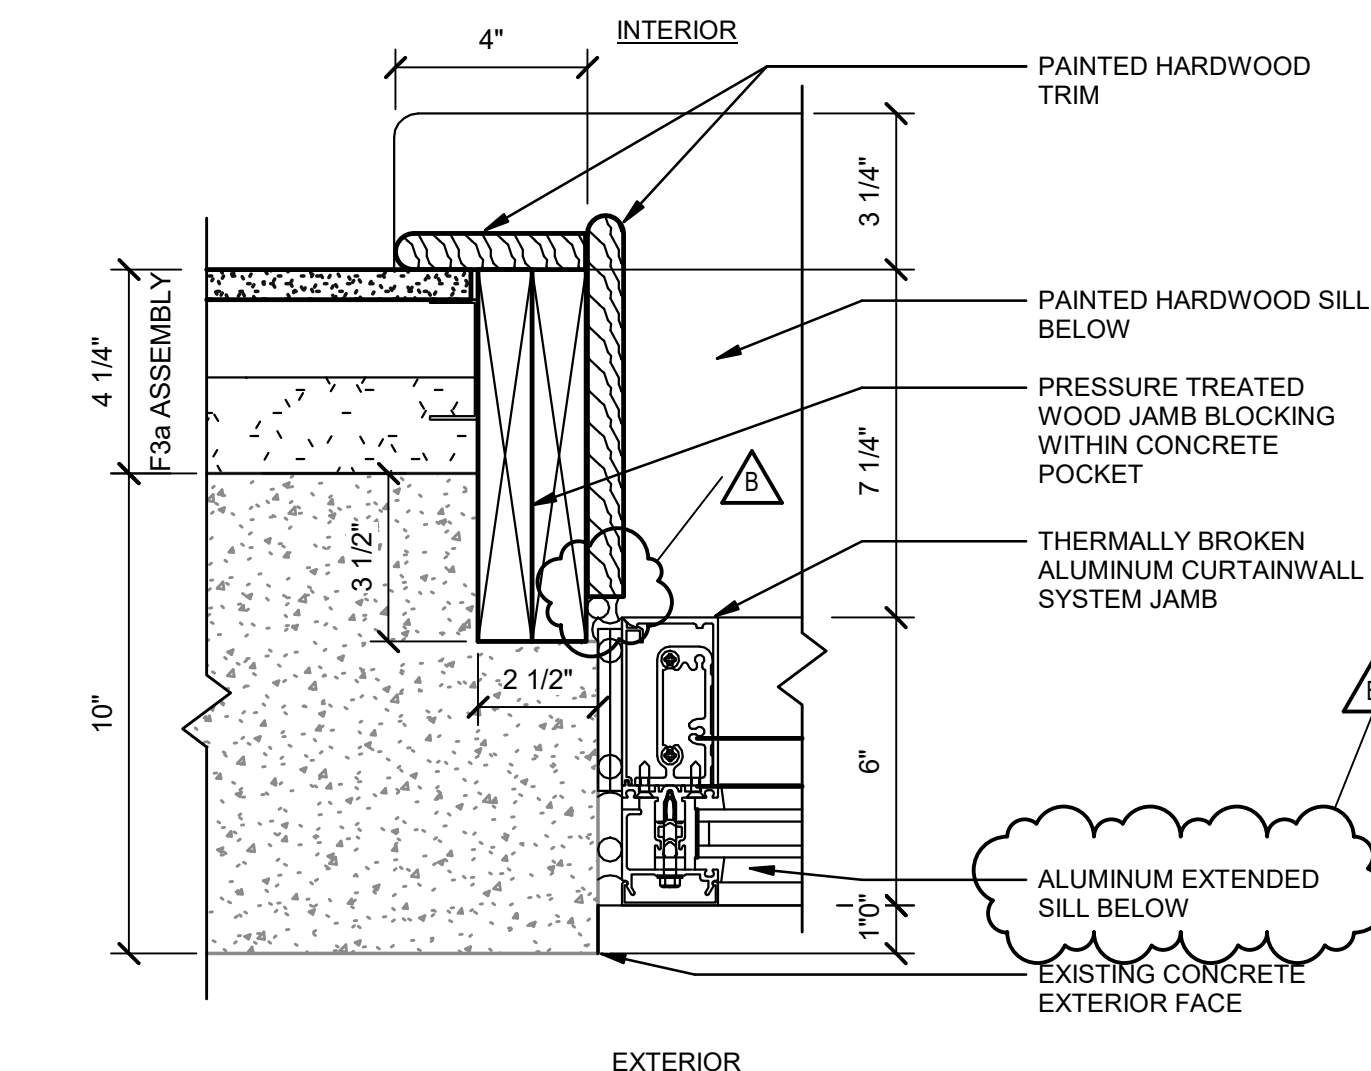 INTERIOR
4"
PAINTED HARDWOOD
TRIM
3 1/4"
4 1/4"
F3a ASSEMBLY
PAINTED HARDWOOD SILL
BELOW
PRESSURE TREATED
WOOD JAMB BLOCKING
WITHIN CONCRETE
POCKET
7 1/4"
B
3 1/2"
THERMALLY BROKEN
ALUMINUM CURTAINWALL
SYSTEM JAMB
2 1/2"
10"
6"
ALUMINUM EXTENDED
SILL BELOW
1"
0"
EXISTING CONCRETE
EXTERIOR FACE
EXTERIOR